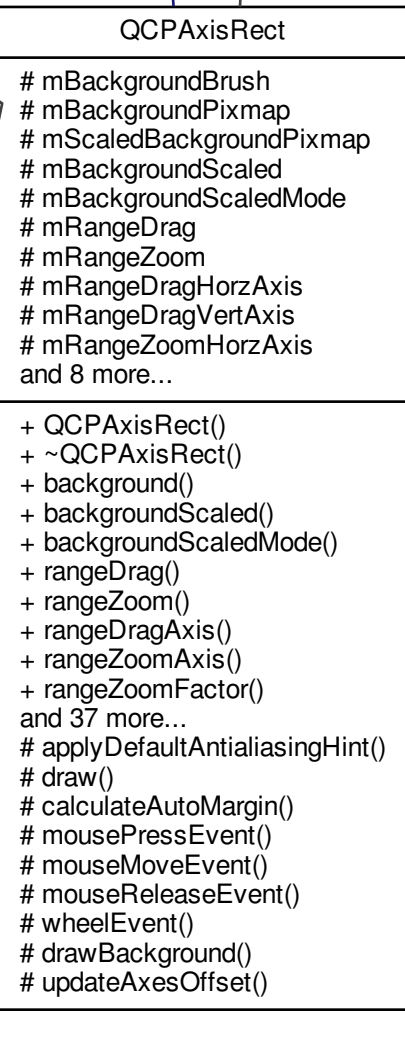 QCPAxisRect
# mBackgroundBrush
# mBackgroundPixmap
# mScaledBackgroundPixmap
# mBackgroundScaled
# mBackgroundScaledMode
# mRangeDrag
# mRangeZoom
# mRangeDragHorzAxis
# mRangeDragVertAxis
# mRangeZoomHorzAxis
and 8 more...
+ QCPAxisRect()
+ ~QCPAxisRect()
+ background()
+ backgroundScaled()
+ backgroundScaledMode()
+ rangeDrag()
+ rangeZoom()
+ rangeDragAxis()
+ rangeZoomAxis()
+ rangeZoomFactor()
and 37 more...
# applyDefaultAntialiasingHint()
# draw()
# calculateAutoMargin()
# mousePressEvent()
# mouseMoveEvent()
# mouseReleaseEvent()
# wheelEvent()
# drawBackground()
# updateAxesOffset()